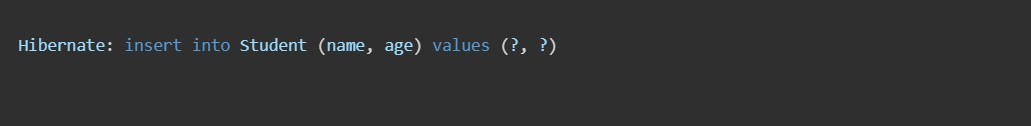 Hibernate: insert into Student (name, age) values (?, ?)